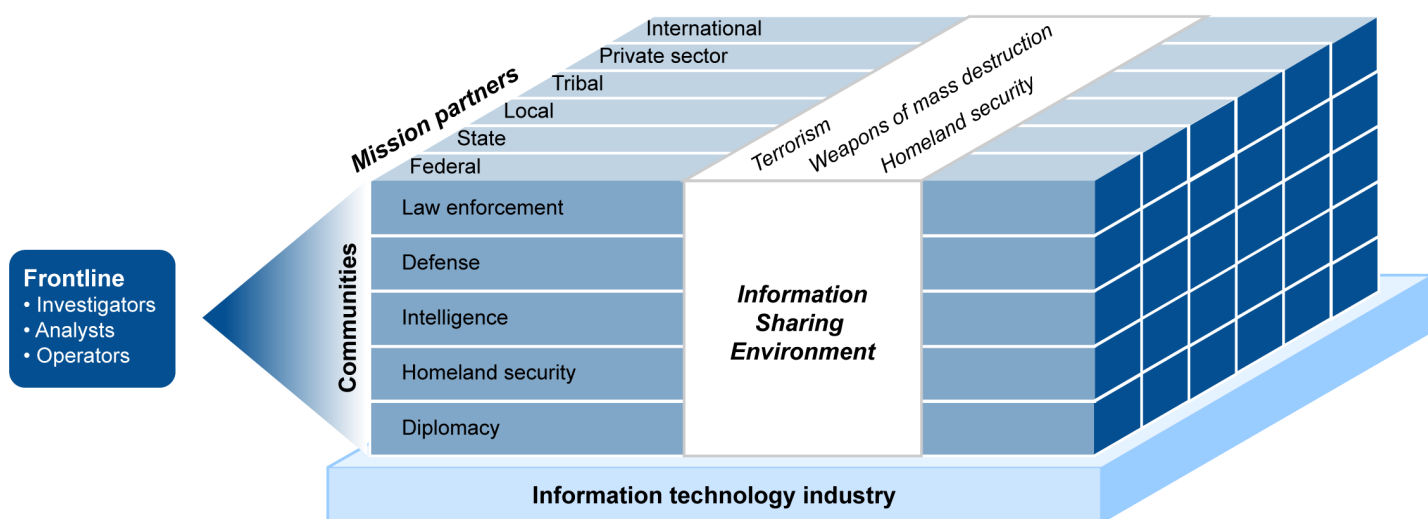 International
Private sector
Tribal
Local
State
Federal
Mission partners
Terrorism
Weapons of mass destruction
Homeland security
Law enforcement
Defense
Intelligence
Homeland security
Diplomacy
Communities
Information
Sharing
Environment
Frontline
• Investigators
• Analysts
• Operators
Information technology industry